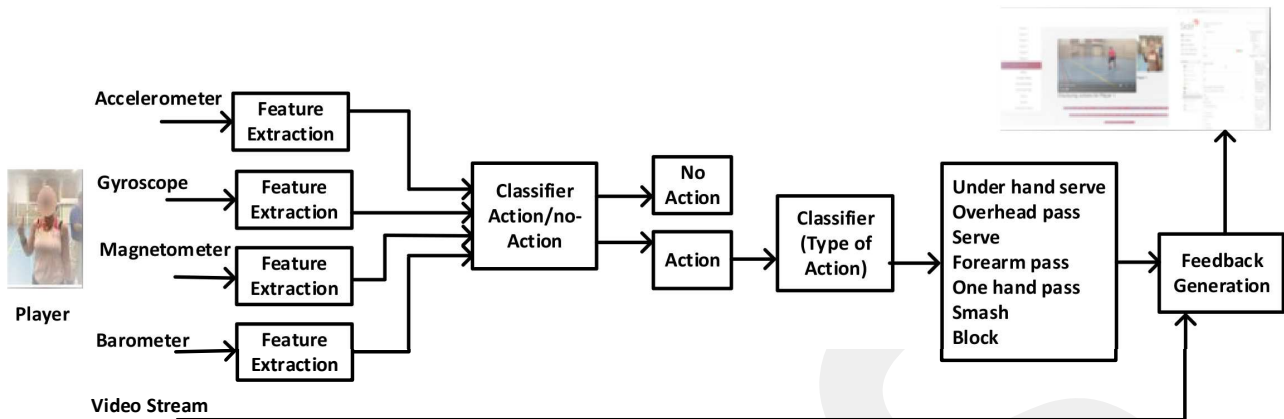 Accelerometer
Feature
Extraction
Gyroscope
Feature
Extraction
Magnetometer
Feature
Extraction
Barometer
Feature
Extraction
Player
Video Stream
Classifier
Action/no-
Action
No
Action
Action
Classifier
(Type of
Action)
Under hand serve
Overhead pass
Serve
Forearm pass
One hand pass
Smash
Block
Feedback
Generation